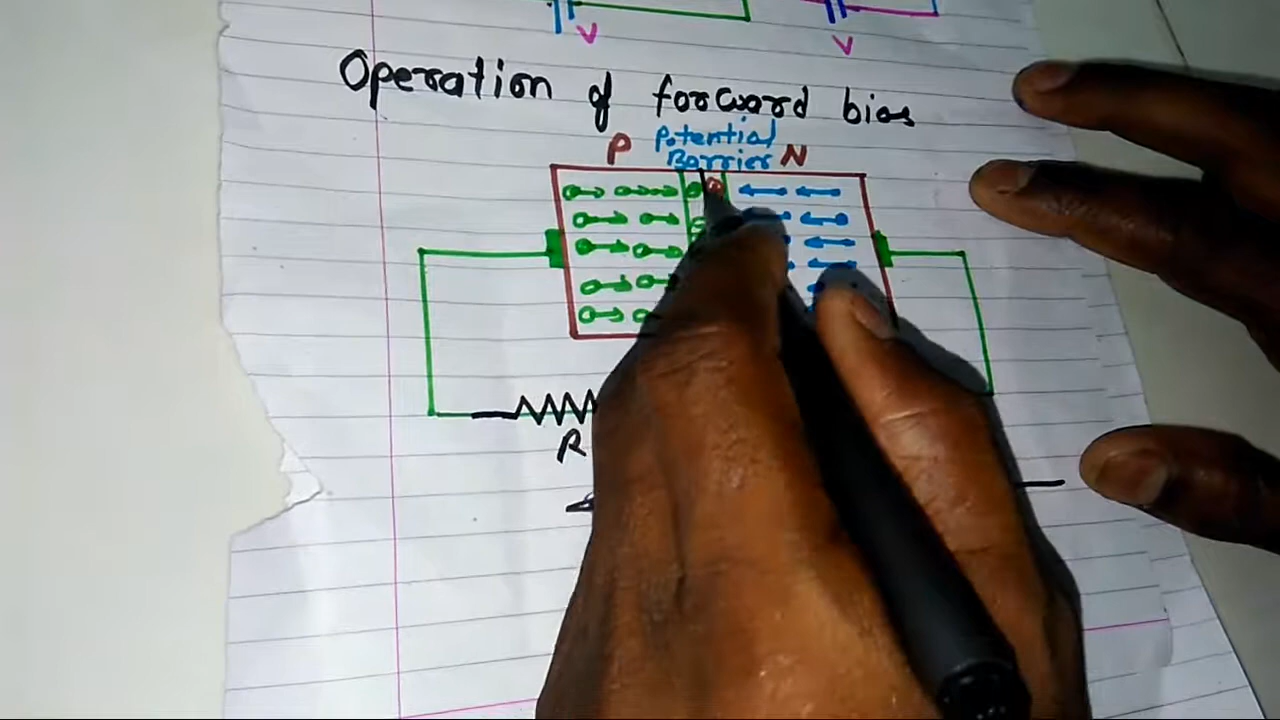 V V
Operation of forward bias
Potential
P Barrier N
R